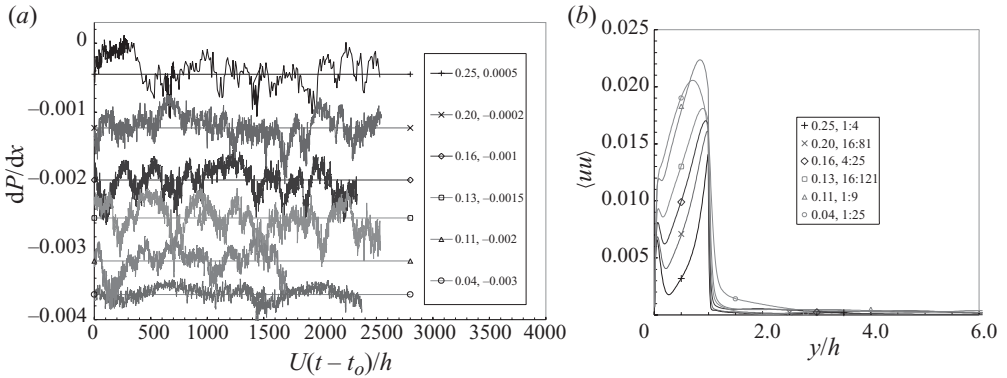 (a)
0
−0.001
−0.002
−0.003
−0.004
dP/dx
0 500 1000 1500 2000 2500 3000 3500 4000
U(t − t_o)/h
0.25, 0.0005
0.20, −0.0002
0.16, −0.001
0.13, −0.0015
0.11, −0.002
0.04, −0.003
(b)
0.025
0.020
0.015
0.010
0.005
⟨uu⟩
0 2.0 4.0 6.0
y/h
0.25, 1:4
0.20, 16:81
0.16, 4:25
0.13, 16:121
0.11, 1:9
0.04, 1:25